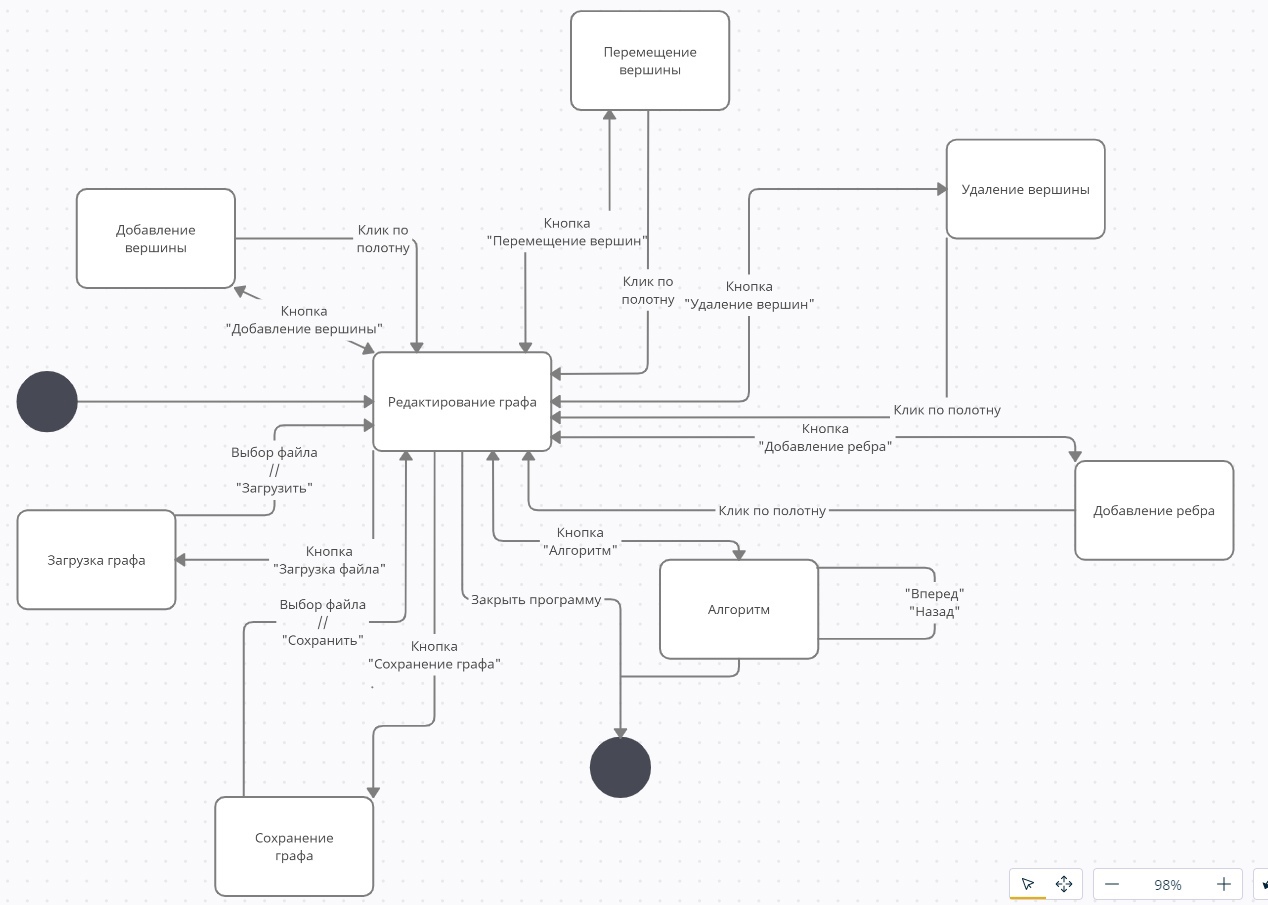 Перемещение
вершины
Удаление вершины
Добавление
вершины
Клик по
полотну
Кнопка
"Перемещение вершин"
Клик по
полотну
Кнопка
"Удаление вершин"
Кнопка
"Добавление вершины"
Редактирование графа
Клик по полотну
Кнопка
"Добавление ребра"
Выбор файла
//
"Загрузить"
Добавление ребра
Клик по полотну
Загрузка графа
Кнопка
"Загрузка файла"
Кнопка
"Алгоритм"
Выбор файла
//
"Сохранить"
Закрыть программу
Алгоритм
"Вперед"
"Назад"
Кнопка
"Сохранение графа"
Сохранение
графа
98%